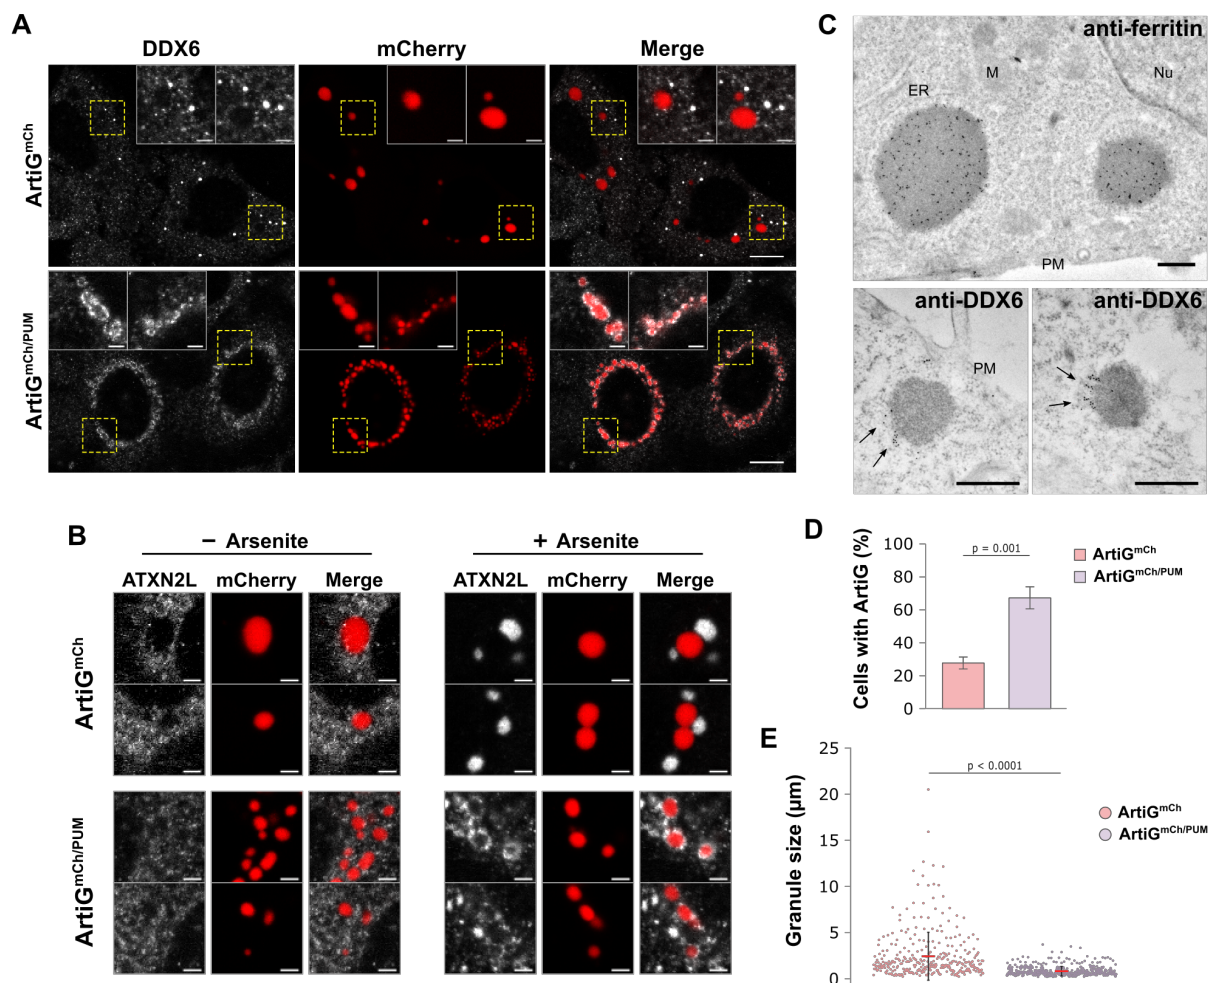 A
DDX6 mCherry Merge
ArtiG^mCh
ArtiG^mCh/PUM
B
− Arsenite + Arsenite
ATXN2L mCherry Merge ATXN2L mCherry Merge
ArtiG^mCh
ArtiG^mCh/PUM
C
anti-ferritin
M
Nu
ER
PM
anti-DDX6 anti-DDX6
PM
D
Cells with ArtiG (%)
100
80
60
40
20
0
p = 0.001
ArtiG^mCh
ArtiG^mCh/PUM
E
Granule size (µm)
25
20
15
10
5
0
p < 0.0001
ArtiG^mCh
ArtiG^mCh/PUM